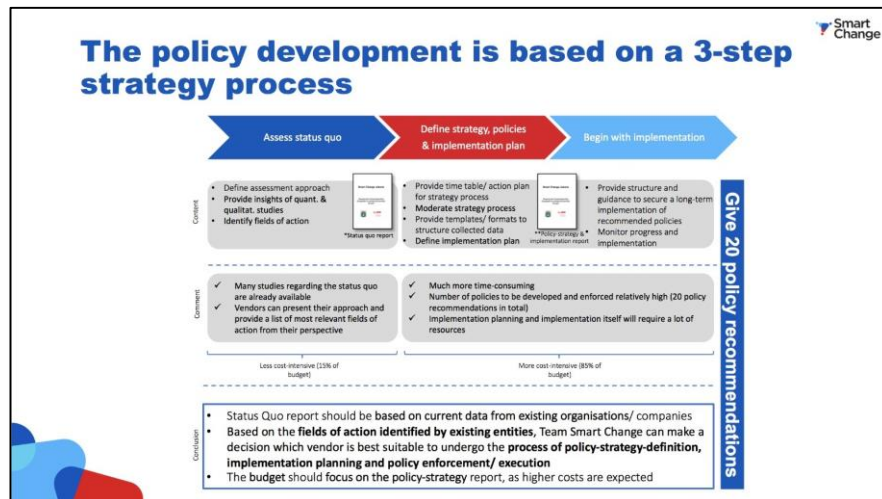 Smart
Change
The policy development is based on a 3-step
strategy process
Assess status quo
Define strategy, policies
& implementation plan
Begin with implementation
Content
• Define assessment approach
• Provide insights of quant. &
qualitat. studies
• Identify fields of action
*Status quo report
• Provide time table/ action plan
for strategy process
• Moderate strategy process
• Provide templates/ formats to
structure collected data
• Define implementation plan
**Policy-strategy &
implementation report
• Provide structure and
guidance to secure a long-term
implementation of
recommended policies
• Monitor progress and
implementation
Comment
✓ Many studies regarding the status quo
are already available
✓ Vendors can present their approach and
provide a list of most relevant fields of
action from their perspective
✓ Much more time-consuming
✓ Number of policies to be developed and enforced relatively high (20 policy
recommendations in total)
✓ Implementation planning and implementation itself will require a lot of
resources
Less cost-intensive (15% of
budget)
More cost-intensive (85% of
budget)
Conclusion
• Status Quo report should be based on current data from existing organisations/ companies
• Based on the fields of action identified by existing entities, Team Smart Change can make a
decision which vendor is best suitable to undergo the process of policy-strategy-definition,
implementation planning and policy enforcement/ execution
• The budget should focus on the policy-strategy report, as higher costs are expected
Give 20 policy recommendations